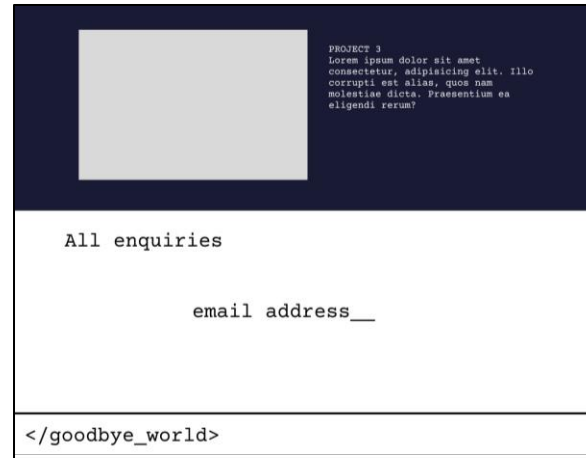 PROJECT 3
Lorem ipsum dolor sit amet
consectetur, adipisicing elit. Illo
corrupti est alias, quos nam
molestiae dicta. Praesentium ea
eligendi rerum?
All enquiries
email address__
</goodbye_world>